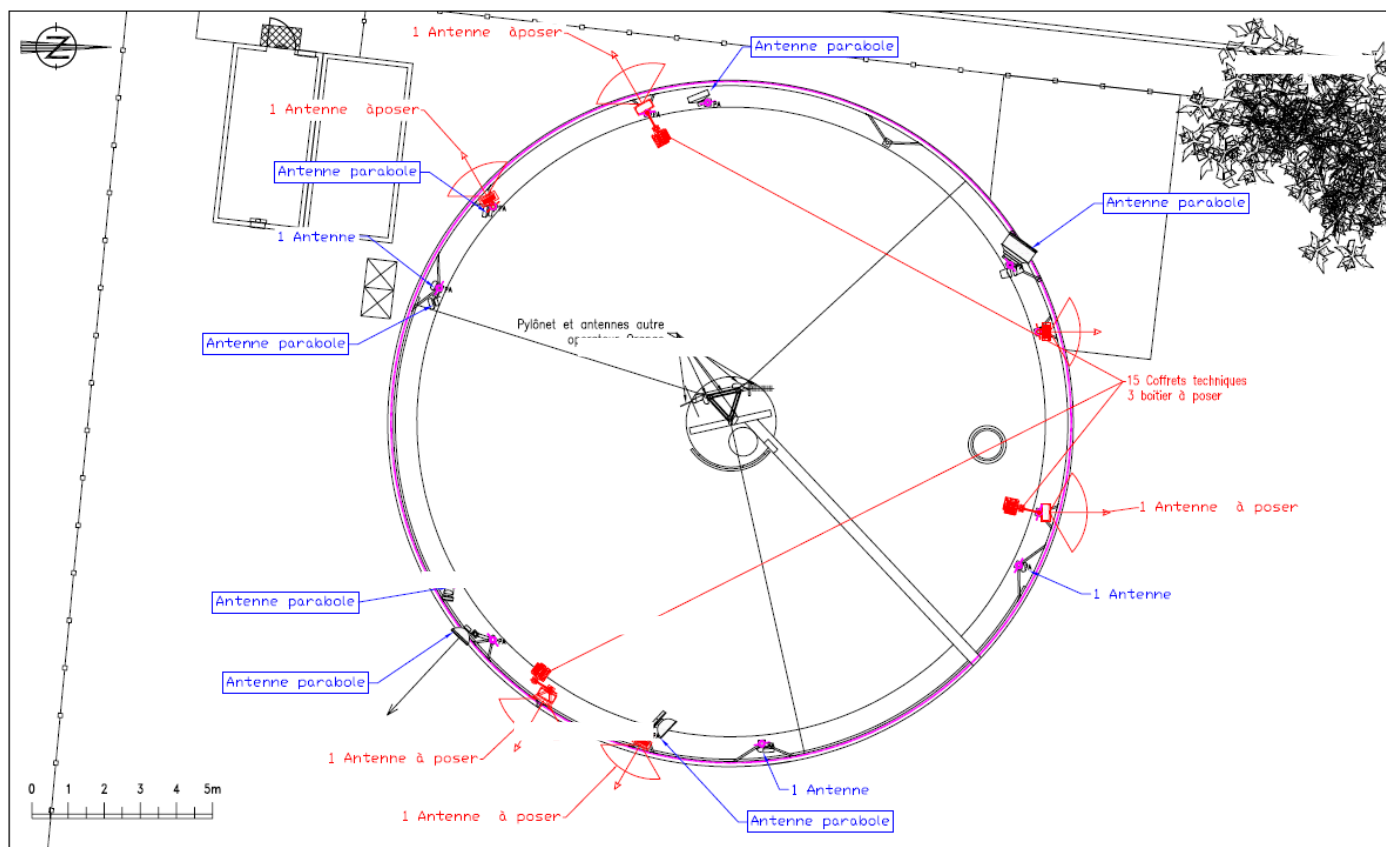 1 Antenne àposer
Antenne parabole
1 Antenne àposer
Antenne parabole
Antenne parabole
1 Antenne
Pylônet et antennes autre
Antenne parabole
15 Coffrets techniques
3 boîtier à poser
1 Antenne à poser
1 Antenne
Antenne parabole
Antenne parabole
1 Antenne à poser
1 Antenne
1 Antenne à poser
Antenne parabole
0 1 2 3 4 5m
N